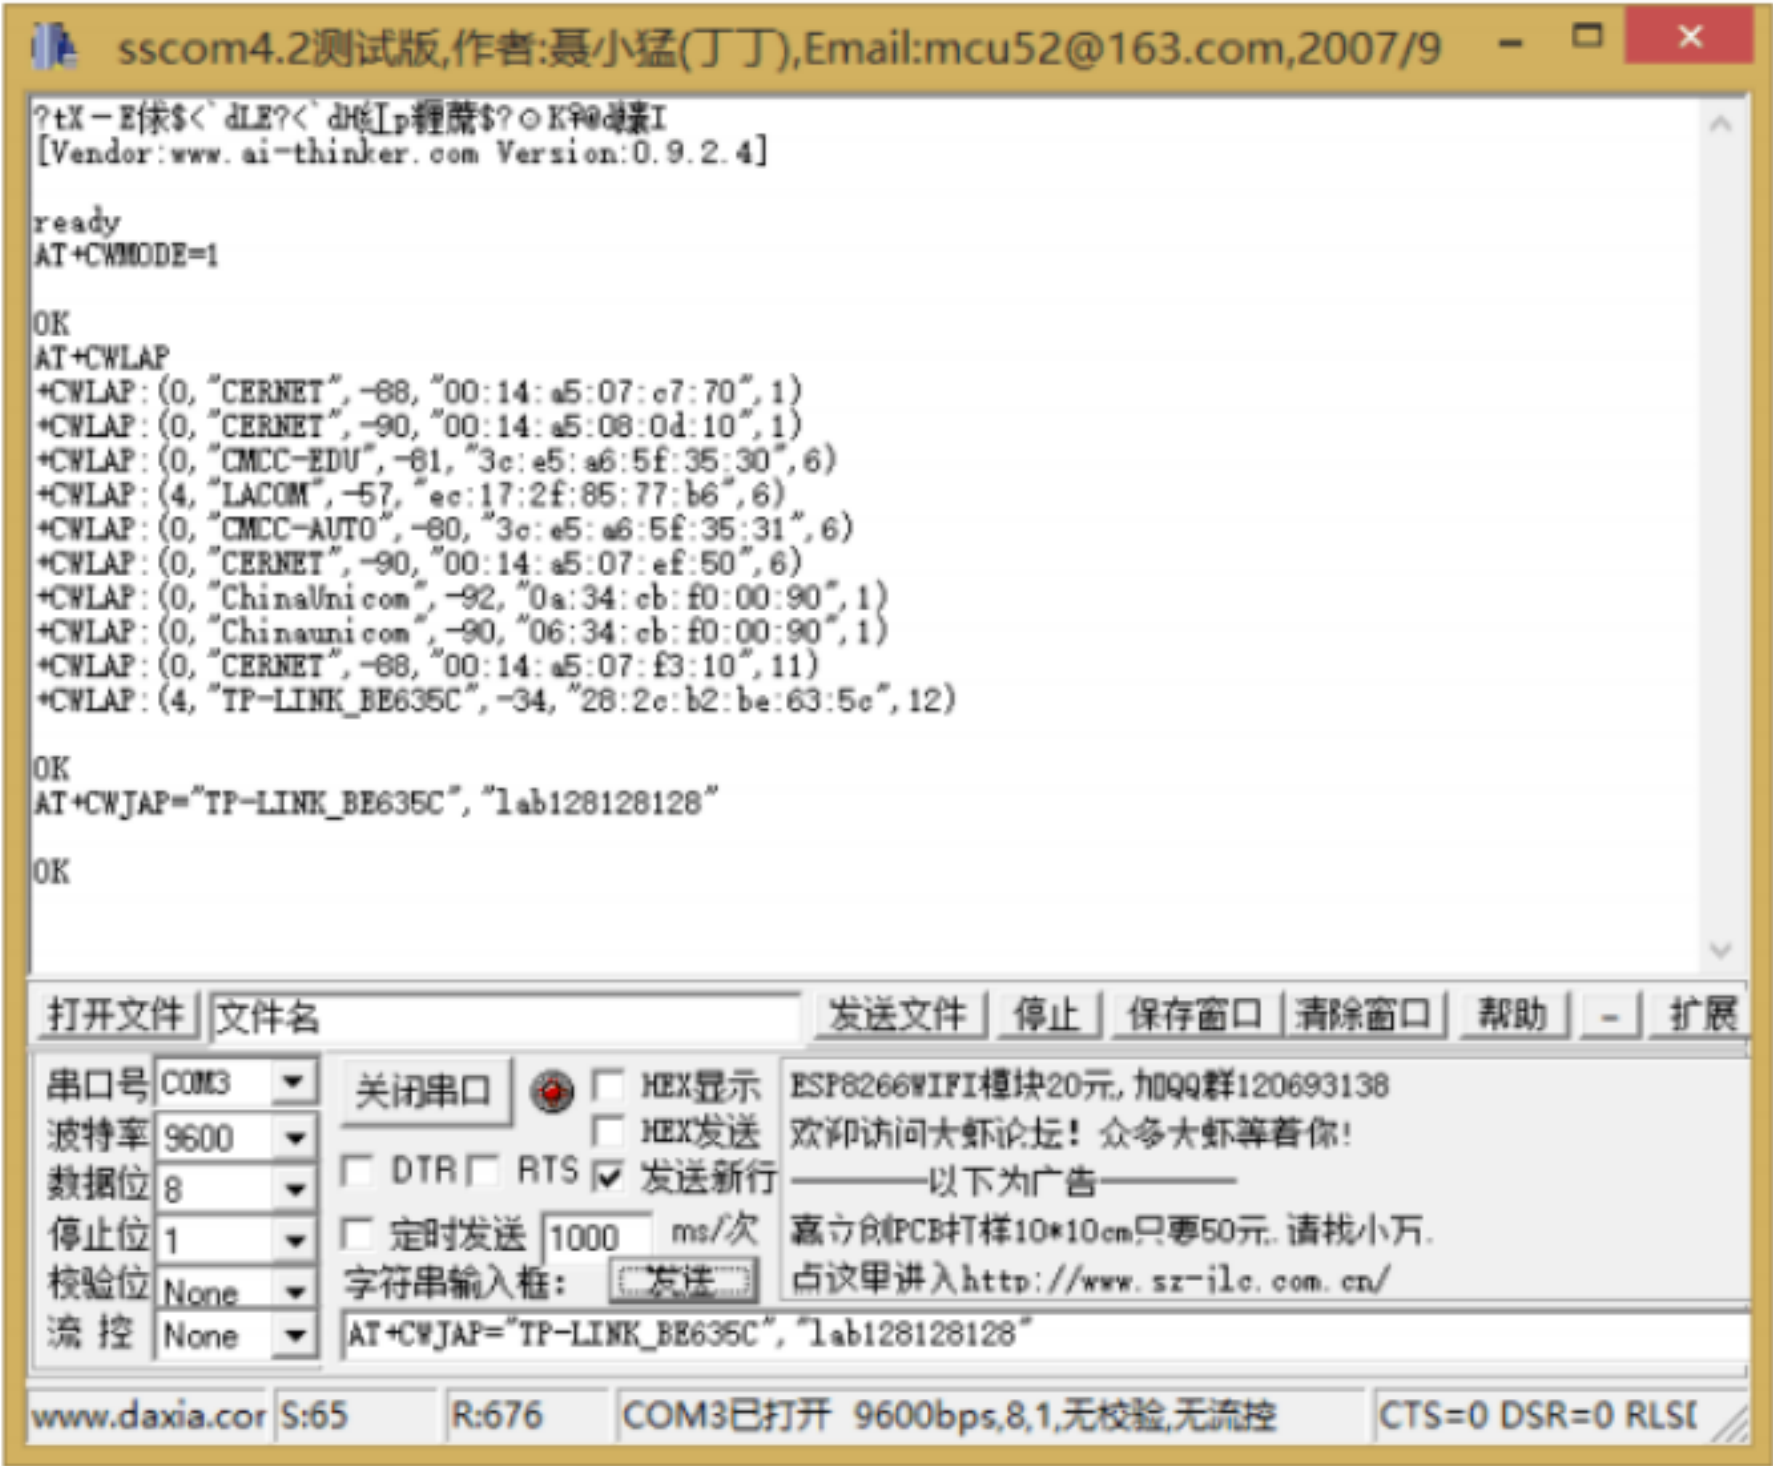 sscom4.2测试版,作者:聂小猛(丁丁),Email:mcu52@163.com,2007/9
[Vendor:www.ai-thinker.com Version:0.9.2.4]
ready
AT+CWMODE=1
OK
AT+CWLAP
+CWLAP:(0,"CERNET",-88,"00:14:a5:07:c7:70",1)
+CWLAP:(0,"CERNET",-90,"00:14:a5:08:0d:10",1)
+CWLAP:(0,"CMCC-EDU",-81,"3c:e5:a6:5f:35:30",6)
+CWLAP:(4,"LACOM",-57,"ec:17:2f:85:77:b6",6)
+CWLAP:(0,"CMCC-AUTO",-80,"3c:e5:a6:5f:35:31",6)
+CWLAP:(0,"CERNET",-90,"00:14:a5:07:ef:50",6)
+CWLAP:(0,"ChinaUnicom",-92,"0a:34:cb:f0:00:90",1)
+CWLAP:(0,"Chinaunicom",-90,"06:34:cb:f0:00:90",1)
+CWLAP:(0,"CERNET",-88,"00:14:a5:07:f3:10",11)
+CWLAP:(4,"TP-LINK_BE635C",-34,"28:2c:b2:be:63:5c",12)
OK
AT+CWJAP="TP-LINK_BE635C","lab128128128"
OK
打开文件 文件名 发送文件 停止 保存窗口 清除窗口 帮助 - 扩展
串口号 COM3 关闭串口 HEX显示 ESP8266WIFI模块20元,加QQ群120693138
波特率 9600 HEX发送 欢迎访问大虾论坛! 众多大虾等着你!
数据位 8 DTR RTS 发送新行 ————以下为广告————
停止位 1 定时发送 1000 ms/次 嘉立创PCB打样10*10cm只要50元.请找小万.
校验位 None 字符串输入框: 发送 点这里进入http://www.sz-jlc.com.cn/
流 控 None AT+CWJAP="TP-LINK_BE635C","lab128128128"
www.daxia.cor S:65 R:676 COM3已打开 9600bps,8,1,无校验,无流控 CTS=0 DSR=0 RLS